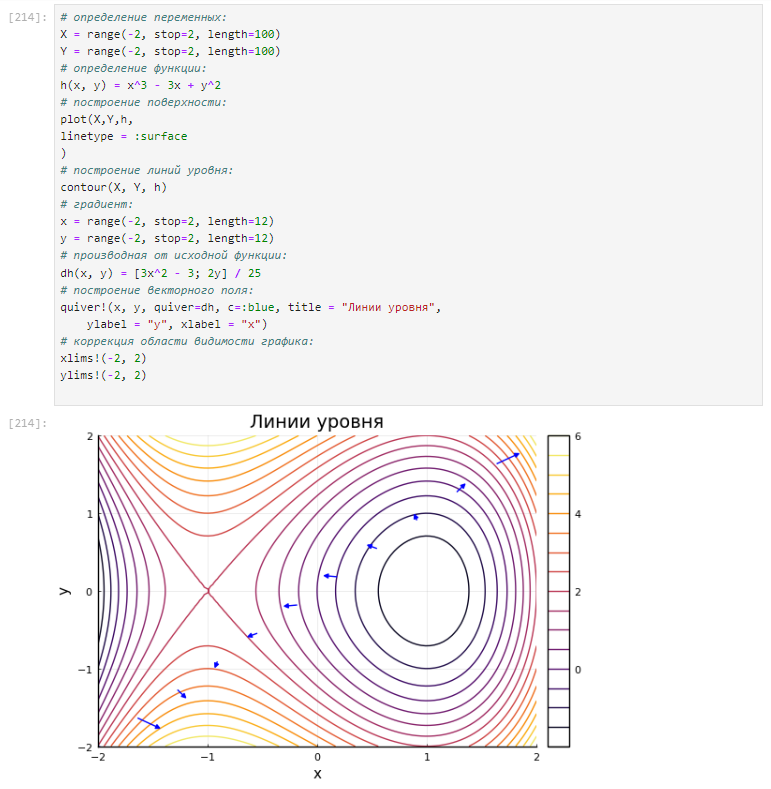 [214]:
# определение переменных:
X = range(-2, stop=2, length=100)
Y = range(-2, stop=2, length=100)
# определение функции:
h(x, y) = x^3 - 3x + y^2
# построение поверхности:
plot(X,Y,h,
linetype = :surface
)
# построение линий уровня:
contour(X, Y, h)
# градиент:
x = range(-2, stop=2, length=12)
y = range(-2, stop=2, length=12)
# производная от исходной функции:
dh(x, y) = [3x^2 - 3; 2y] / 25
# построение векторного поля:
quiver!(x, y, quiver=dh, c=:blue, title = "Линии уровня",
    ylabel = "y", xlabel = "x")
# коррекция области видимости графика:
xlims!(-2, 2)
ylims!(-2, 2)
[214]:
Линии уровня
2
1
0
−1
−2
y
−2 −1 0 1 2
x
6
4
2
0